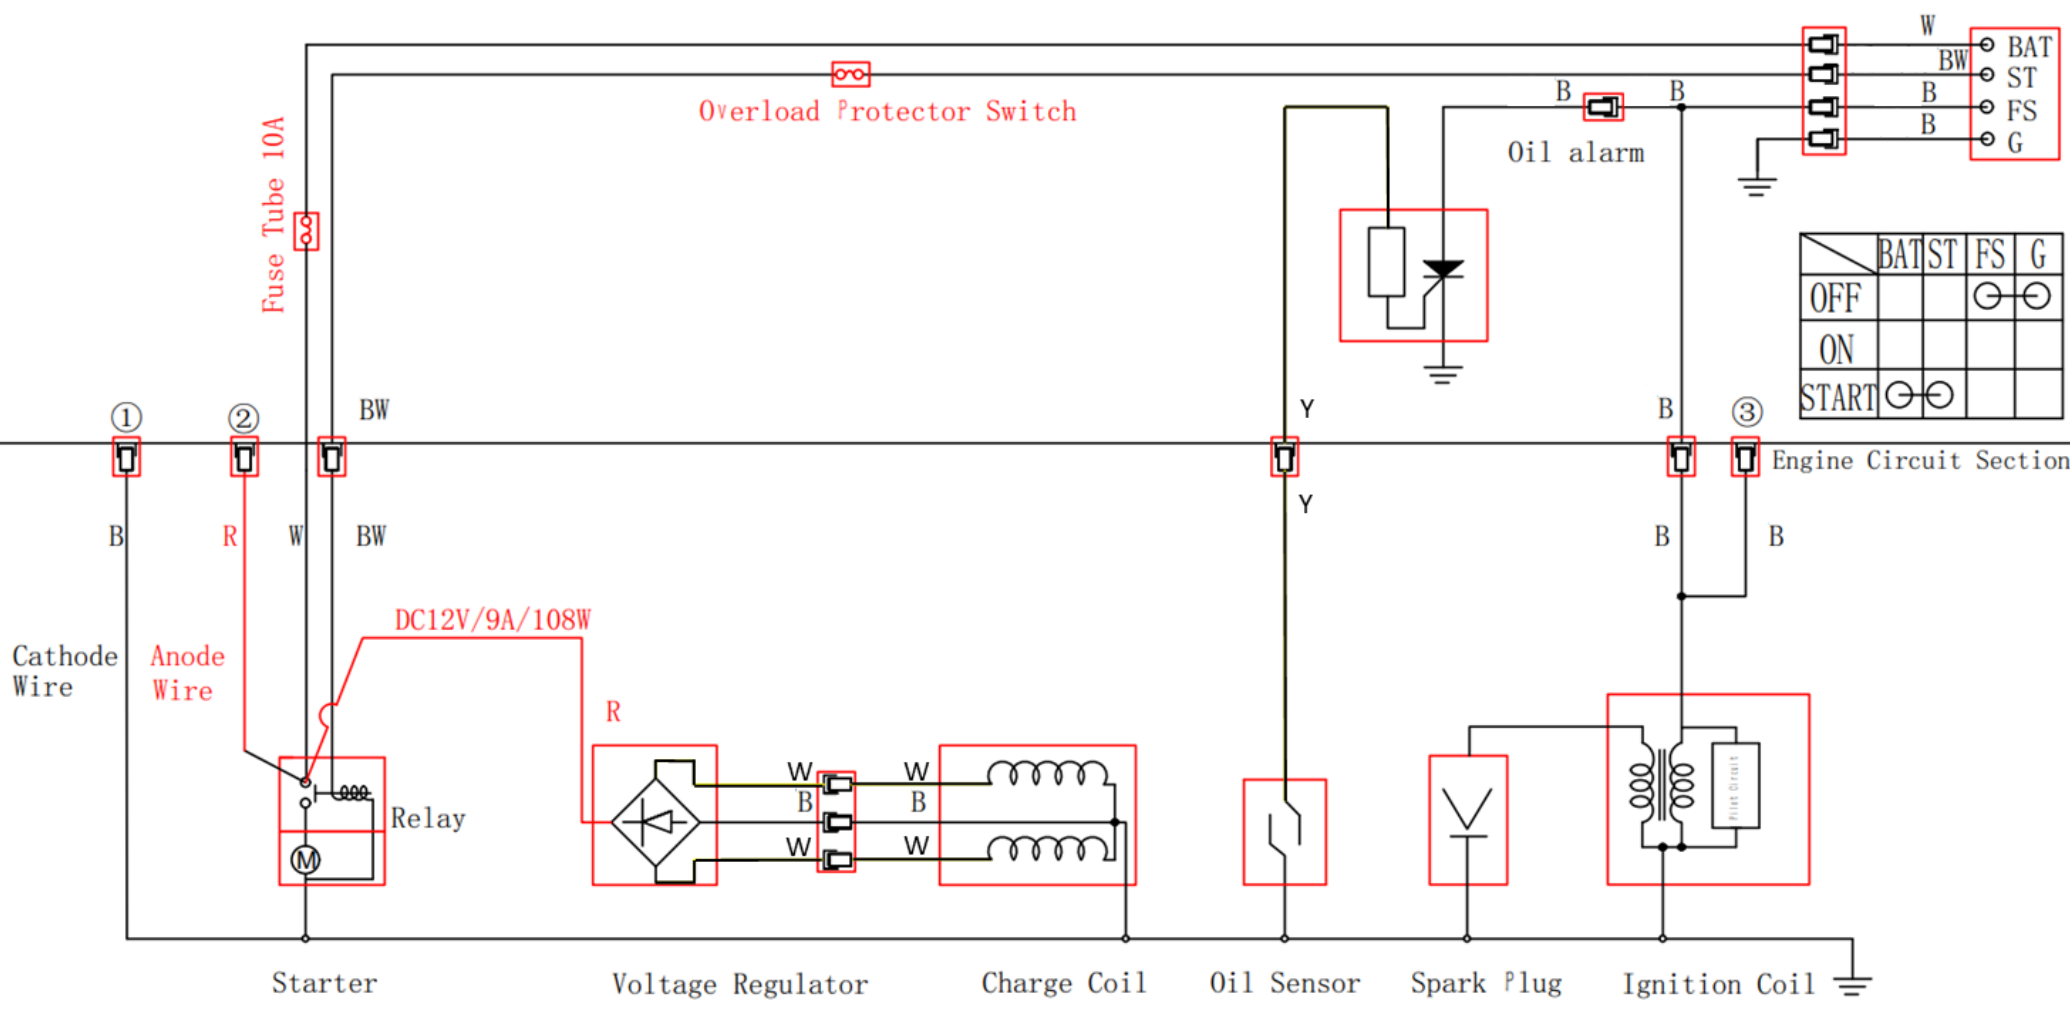 W
BAT
BW
ST
B
FS
B
G
B
B
Overload Protector Switch
Oil alarm
Fuse Tube 10A
BAT ST FS G
OFF
ON
START
① ② BW Y B ③
Engine Circuit Section
Y
B R W BW B B
DC12V/9A/108W
Cathode
Wire
Anode
Wire
R
W W
B B
W W
Relay
M
Pilot Circuit
Starter
Voltage Regulator
Charge Coil
Oil Sensor
Spark Plug
Ignition Coil